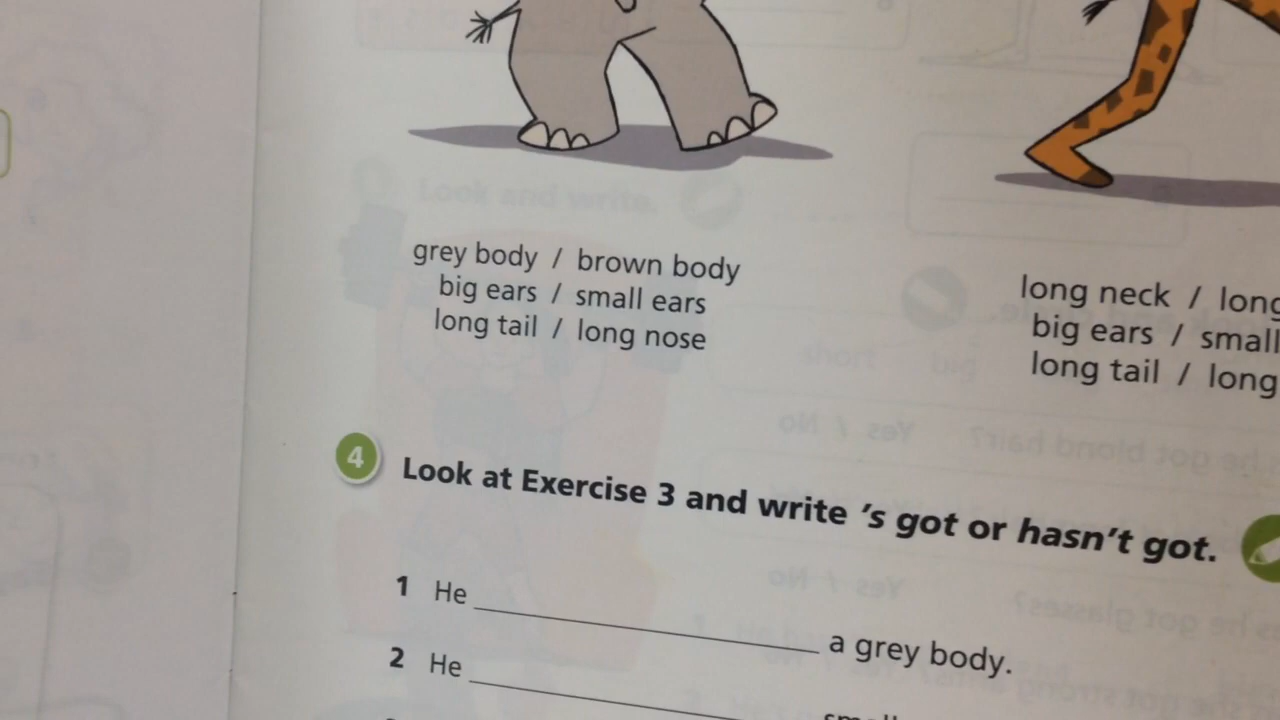 grey body / brown body
big ears / small ears
long tail / long nose
long neck / long
big ears / small
long tail / long
4 Look at Exercise 3 and write 's got or hasn't got.
1 He a grey body.
2 He